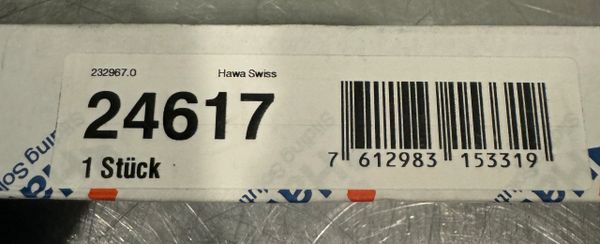 232967.0 Hawa Swiss
24617
1 Stück
7 612983 153319